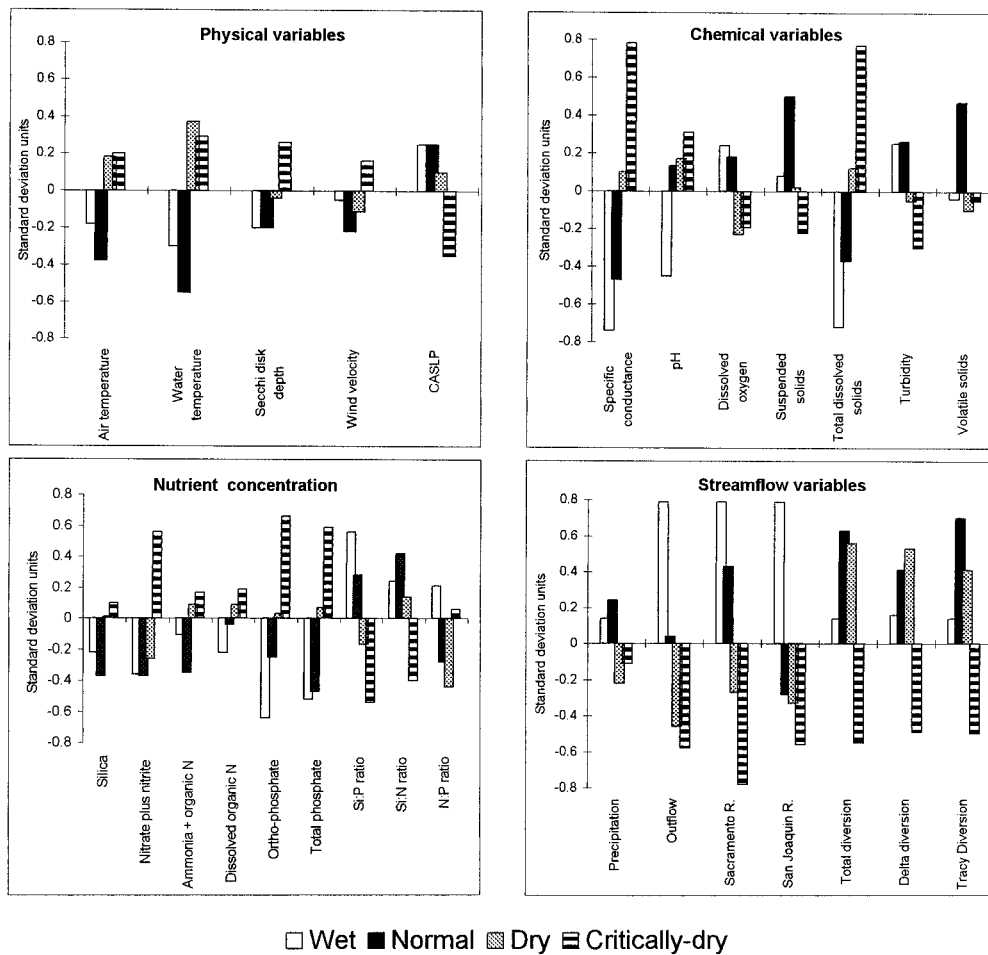 Physical variables
Standard deviation units
0.8
0.6
0.4
0.2
0
-0.2
-0.4
-0.6
-0.8
Air temperature
Water
temperature
Secchi disk
depth
Wind velocity
CASLP
Chemical variables
Standard deviation units
0.8
0.6
0.4
0.2
0
-0.2
-0.4
-0.6
-0.8
Specific
conductance
pH
Dissolved
oxygen
Suspended
solids
Total dissolved
solids
Turbidity
Volatile solids
Nutrient concentration
Standard deviation units
0.8
0.6
0.4
0.2
0
-0.2
-0.4
-0.6
-0.8
Silica
Nitrate plus nitrite
Ammonia + organic N
Dissolved organic N
Ortho-phosphate
Total phosphate
Si:P ratio
Si:N ratio
N:P ratio
Streamflow variables
Standard deviation units
0.8
0.6
0.4
0.2
0
-0.2
-0.4
-0.6
-0.8
Precipitation
Outflow
Sacramento R.
San Joaquin R.
Total diversion
Delta diversion
Tracy Diversion
Wet Normal Dry Critically-dry